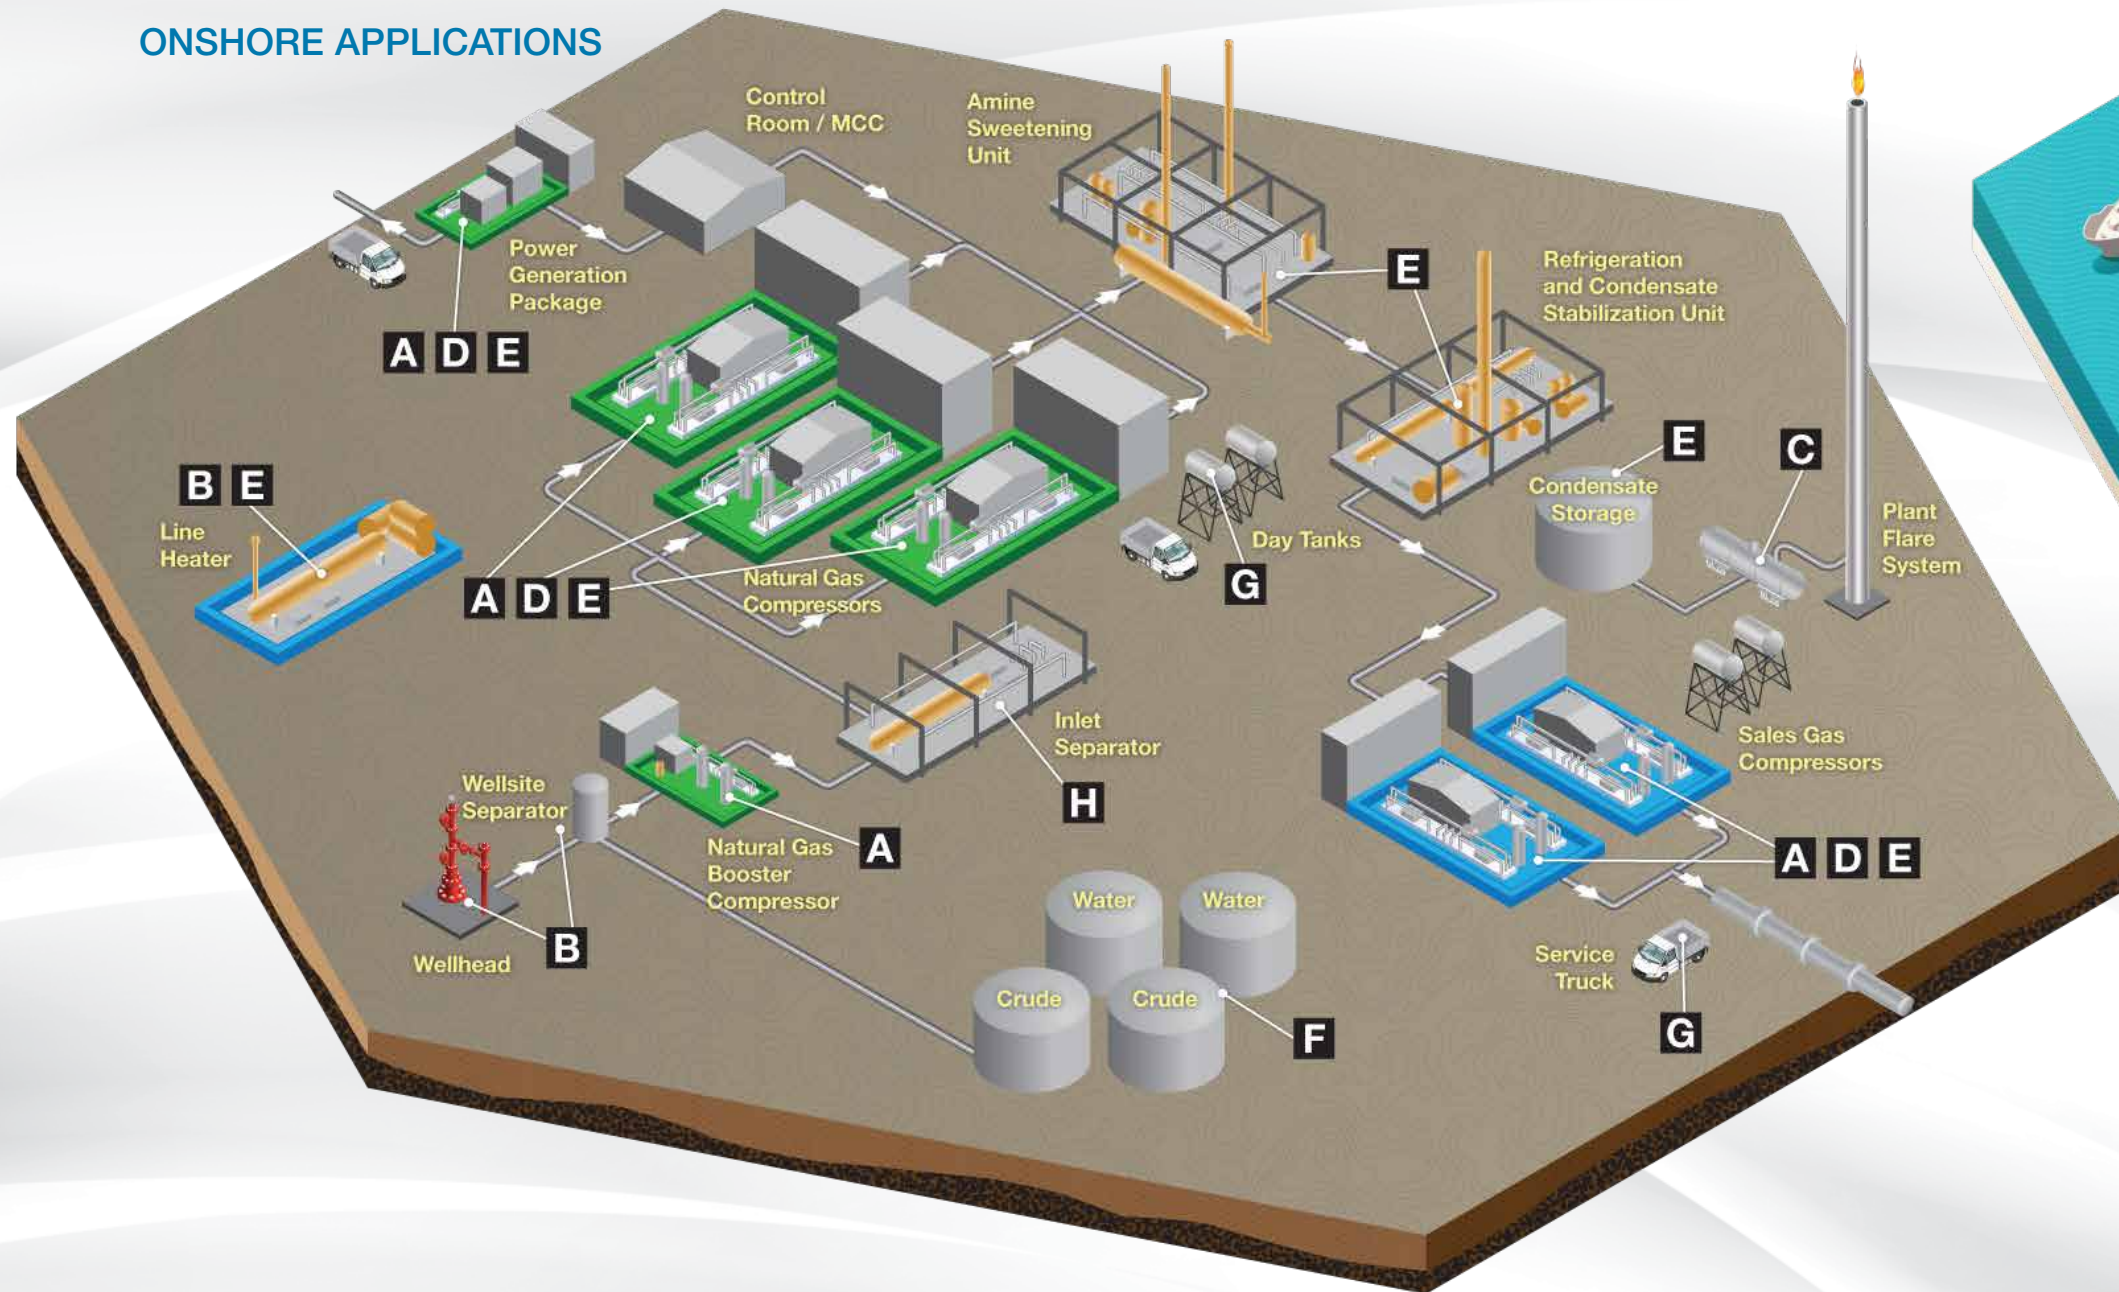 ONSHORE APPLICATIONS
Control
Room / MCC
Amine
Sweetening
Unit
Power
Generation
Package
A D E
E
Refrigeration
and Condensate
Stabilization Unit
B E
Line
Heater
E
C
Condensate
Storage
Plant
Flare
System
Day Tanks
G
A D E
Natural Gas
Compressors
Inlet
Separator
H
Sales Gas
Compressors
Wellsite
Separator
Natural Gas
Booster
Compressor
A
A D E
Wellhead
B
Water
Water
Crude
Crude
F
Service
Truck
G